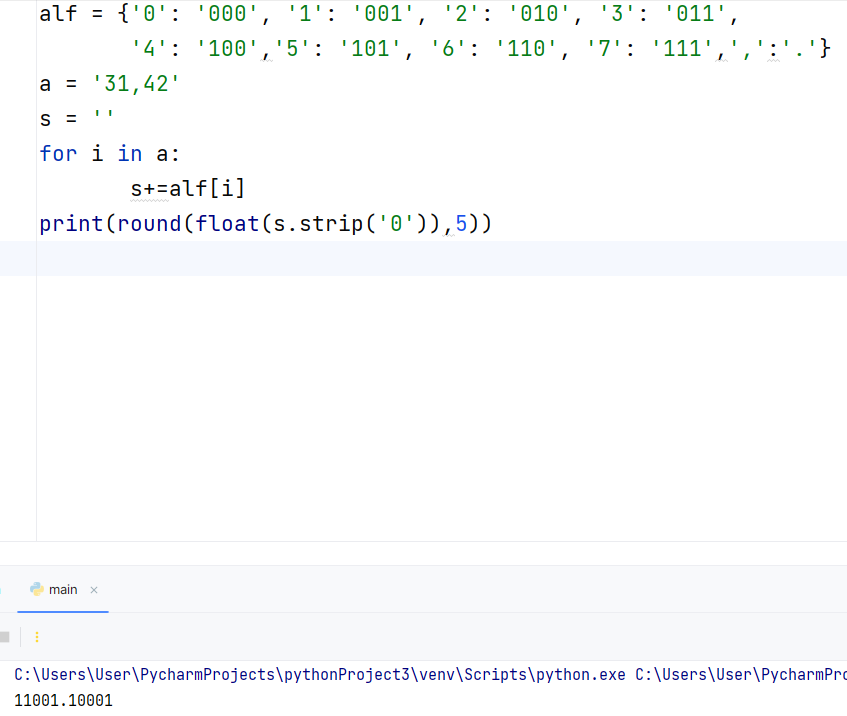 alf = {'0': '000', '1': '001', '2': '010', '3': '011',
'4': '100','5': '101', '6': '110', '7': '111',',':'.'}
a = '31,42'
s = ''
for i in a:
s+=alf[i]
print(round(float(s.strip('0')),5))
main ×
C:\Users\User\PycharmProjects\pythonProject3\venv\Scripts\python.exe C:\Users\User\PycharmPro
11001.10001